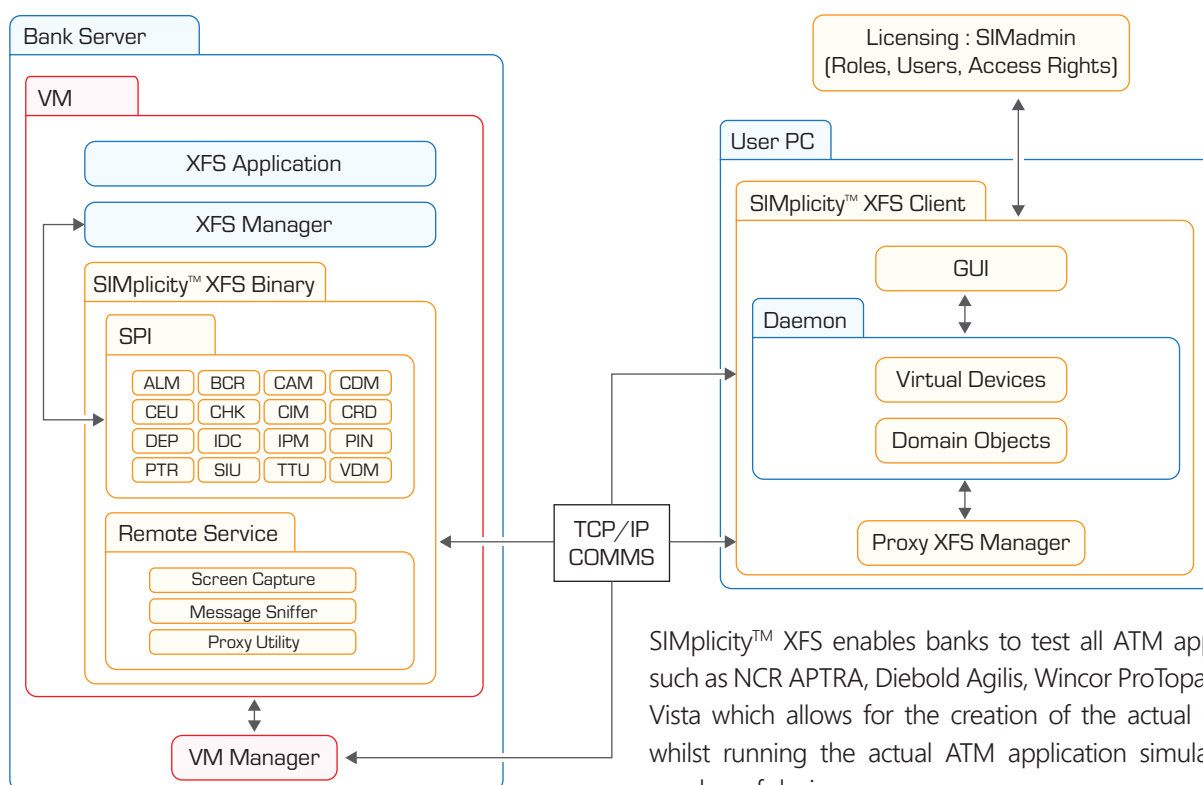 Bank Server
VM
XFS Application
XFS Manager
SIMplicity™ XFS Binary
SPI
ALM BCR CAM CDM
CEU CHK CIM CRD
DEP IDC IPM PIN
PTR SIU TTU VDM
Remote Service
Screen Capture
Message Sniffer
Proxy Utility
VM Manager
TCP/IP
COMMS
Licensing : SIMadmin
(Roles, Users, Access Rights)
User PC
SIMplicity™ XFS Client
GUI
Daemon
Virtual Devices
Domain Objects
Proxy XFS Manager
SIMplicity™ XFS enables banks to test all ATM app
such as NCR APTRA, Diebold Agilis, Wincor ProTopa
Vista which allows for the creation of the actual
whilst running the actual ATM application simula